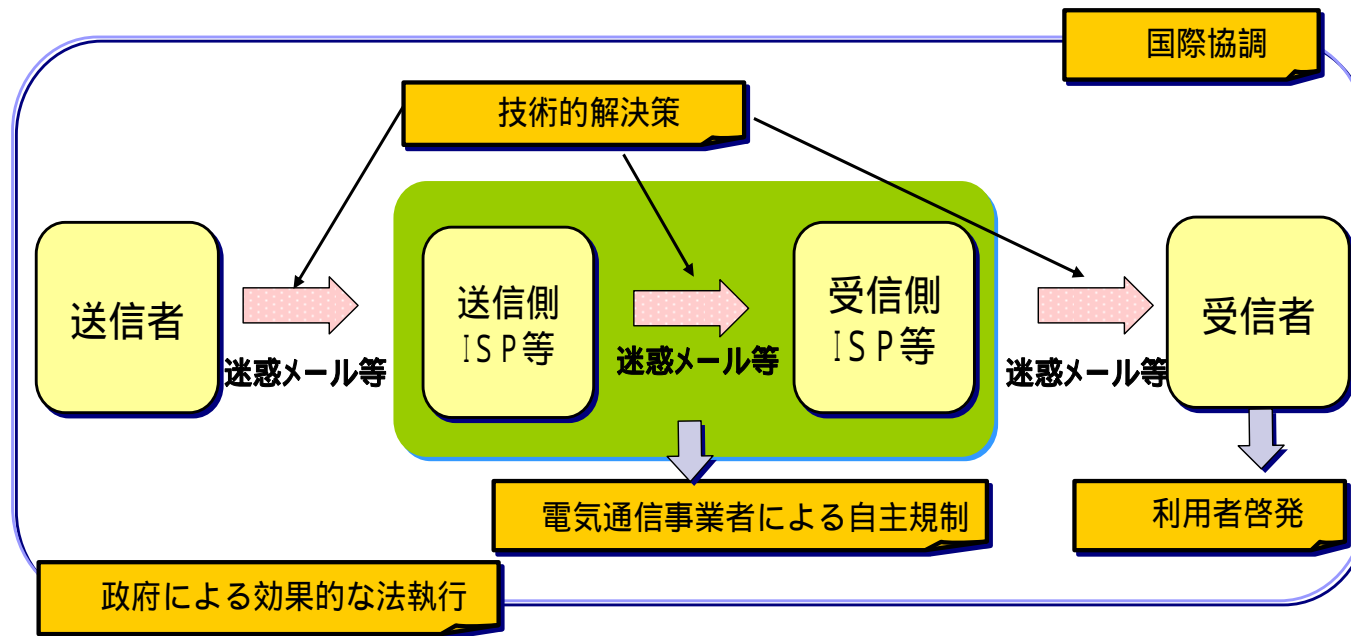 国際協調
技術的解決策
送信者
迷惑メール等
送信側
ISP等
迷惑メール等
受信側
ISP等
迷惑メール等
受信者
電気通信事業者による自主規制
利用者啓発
政府による効果的な法執行